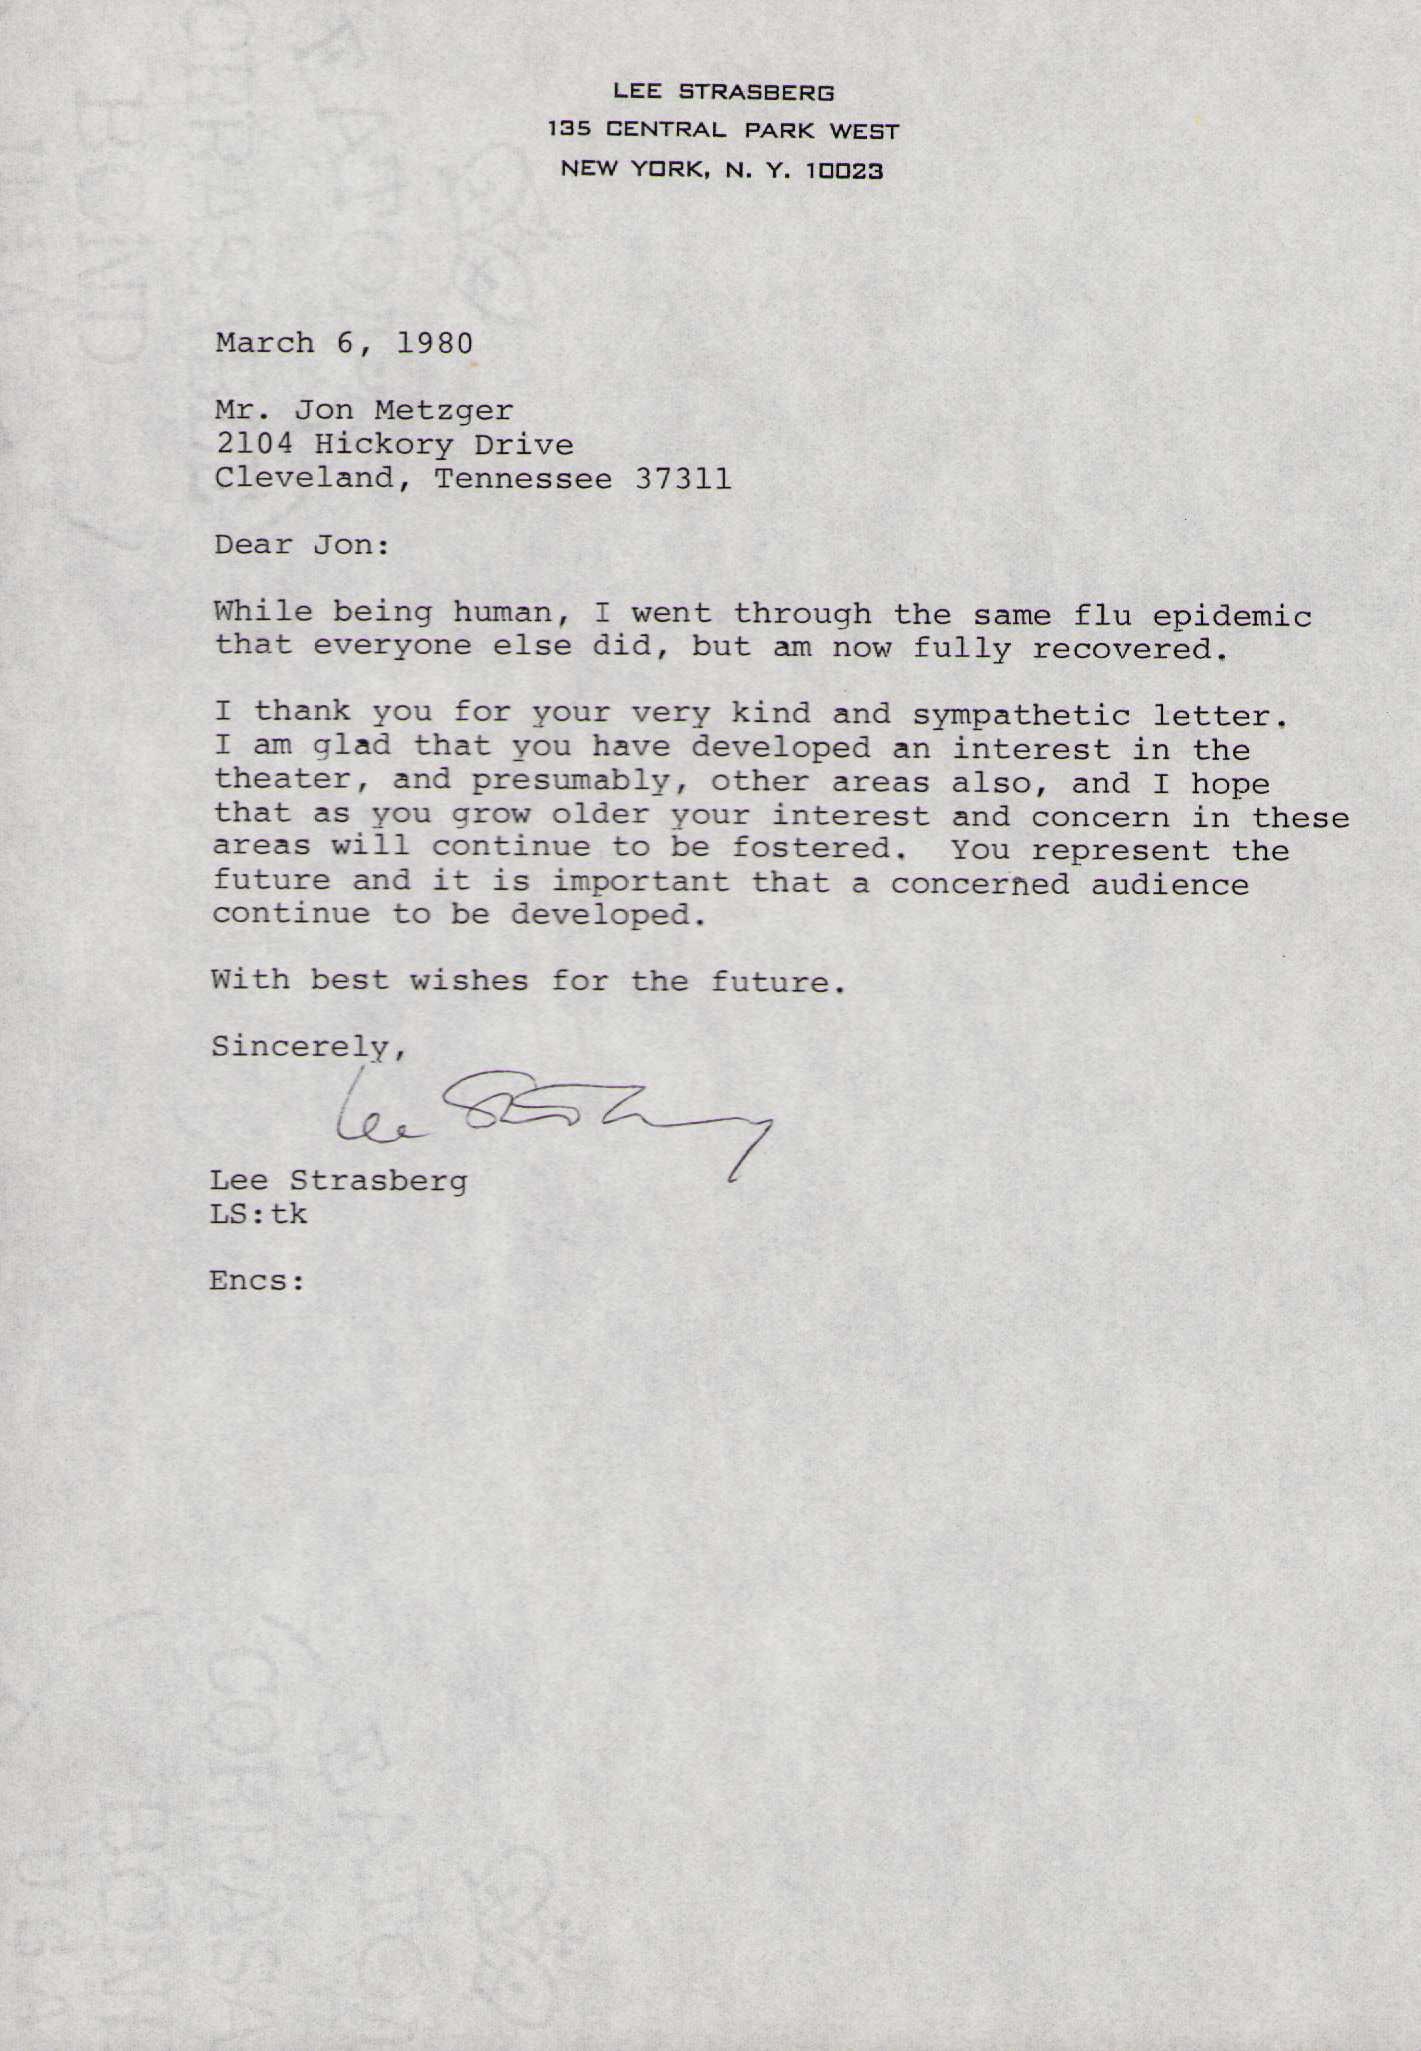 LEE STRASBERG
135 CENTRAL PARK WEST
NEW YORK, N. Y. 10023
March 6, 1980
Mr. Jon Metzger
2104 Hickory Drive
Cleveland, Tennessee 37311
Dear Jon:
While being human, I went through the same flu epidemic
that everyone else did, but am now fully recovered.
I thank you for your very kind and sympathetic letter.
I am glad that you have developed an interest in the
theater, and presumably, other areas also, and I hope
that as you grow older your interest and concern in these
areas will continue to be fostered.  You represent the
future and it is important that a concerned audience
continue to be developed.
With best wishes for the future.
Sincerely,
Lee Strasberg
Lee Strasberg
LS:tk
Encs: